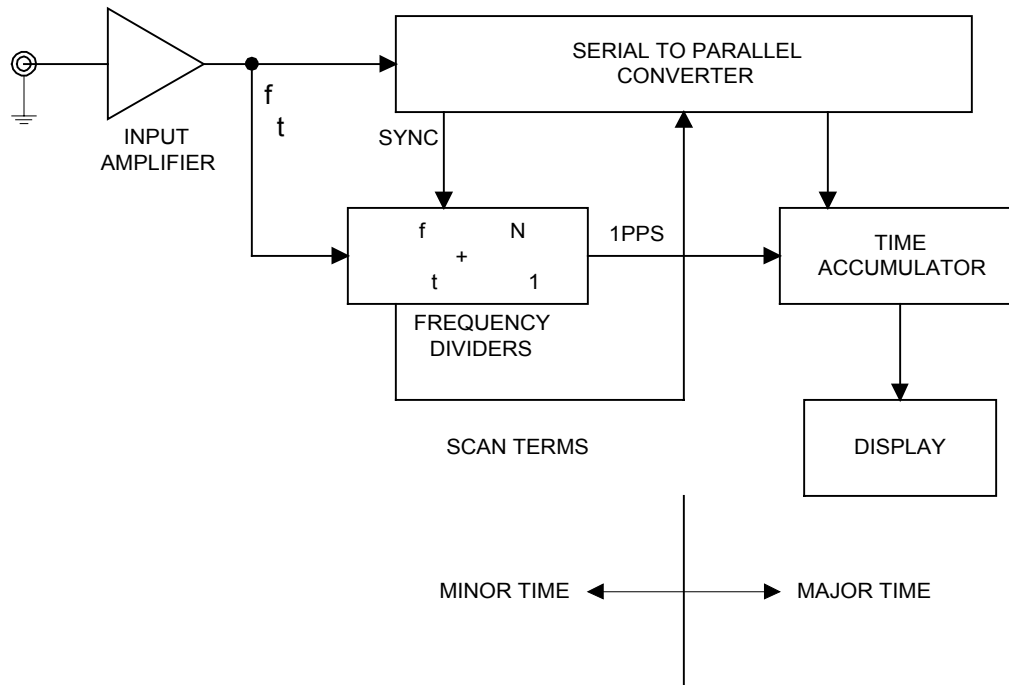 SERIAL TO PARALLEL
CONVERTER
f
t
INPUT
AMPLIFIER
SYNC
f N
+
t 1
1PPS
TIME
ACCUMULATOR
FREQUENCY
DIVIDERS
SCAN TERMS
DISPLAY
MINOR TIME
MAJOR TIME